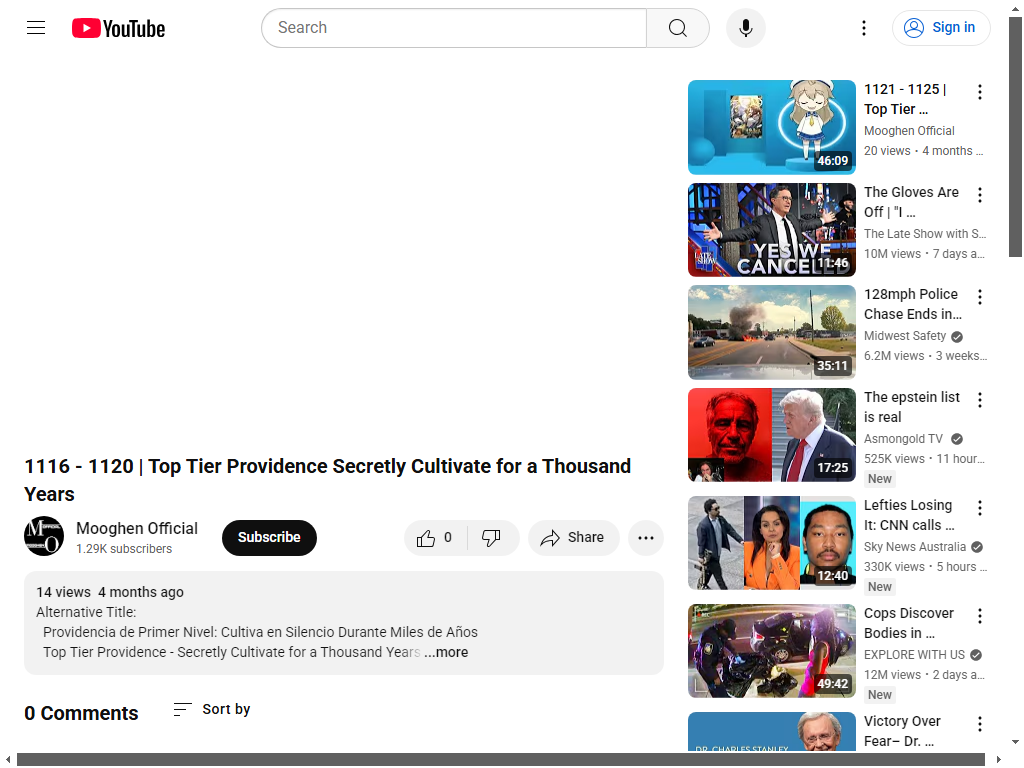 YouTube
Search
Sign in
1121 - 1125 |
Top Tier ...
Mooghen Official
20 views • 4 months ...
46:09
The Gloves Are
Off | "I ...
The Late Show with S...
10M views • 7 days a...
YES WE
CANCELLED
LATE
SHOW
11:46
128mph Police
Chase Ends in...
Midwest Safety
6.2M views • 3 weeks...
35:11
The epstein list
is real
Asmongold TV
525K views • 11 hour...
New
17:25
1116 - 1120 | Top Tier Providence Secretly Cultivate for a Thousand
Years
Mooghen Official
1.29K subscribers
Subscribe
0
Share
14 views 4 months ago
Alternative Title:
Providencia de Primer Nivel: Cultiva en Silencio Durante Miles de Años
Top Tier Providence - Secretly Cultivate for a Thousand Years ...more
0 Comments
Sort by
Lefties Losing
It: CNN calls ...
Sky News Australia
330K views • 5 hours ...
New
12:40
Cops Discover
Bodies in ...
EXPLORE WITH US
12M views • 2 days a...
New
49:42
Victory Over
Fear– Dr. ...
DR. CHARLES STANLEY